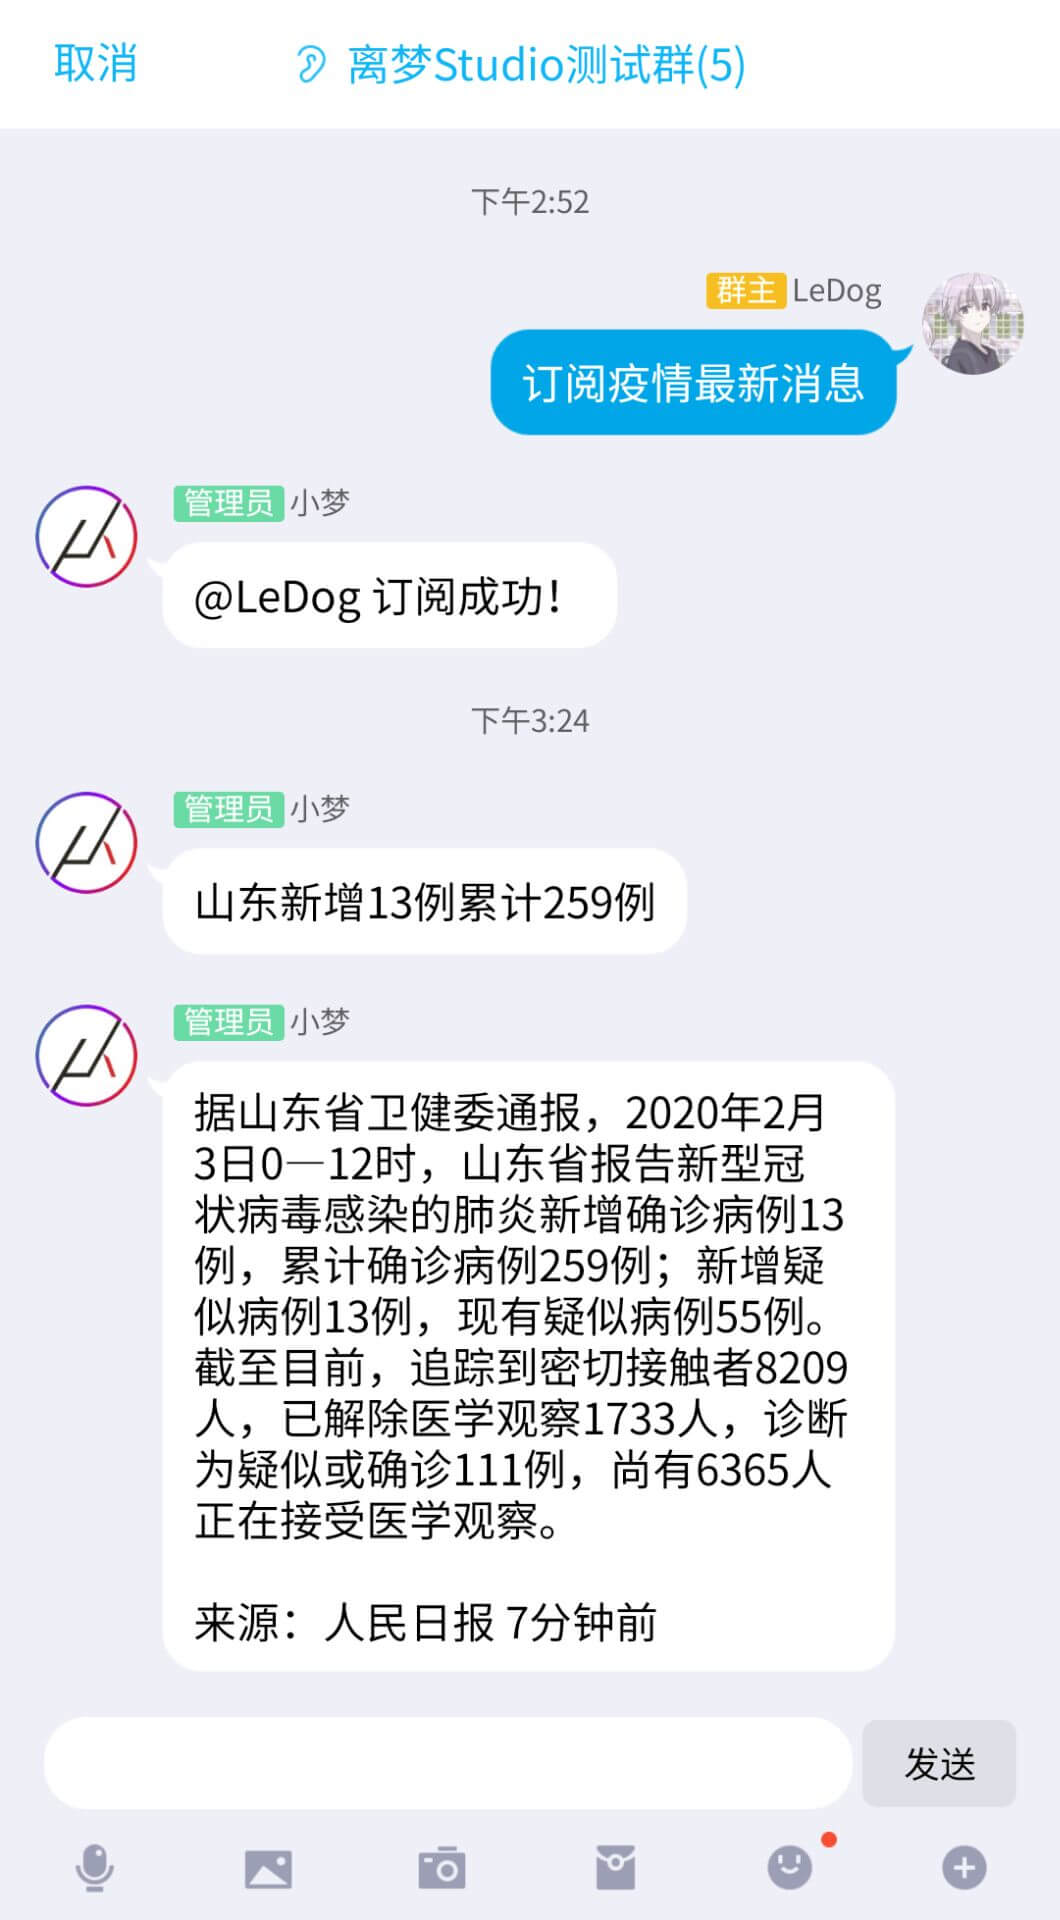 取消
离梦Studio测试群(5)
下午2:52
群主 LeDog
订阅疫情最新消息
管理员 小梦
@LeDog 订阅成功！
下午3:24
管理员 小梦
山东新增13例累计259例
管理员 小梦
据山东省卫健委通报，2020年2月
3日0—12时，山东省报告新型冠
状病毒感染的肺炎新增确诊病例13
例，累计确诊病例259例；新增疑
似病例13例，现有疑似病例55例。
截至目前，追踪到密切接触者8209
人，已解除医学观察1733人，诊断
为疑似或确诊111例，尚有6365人
正在接受医学观察。
来源：人民日报 7分钟前
发送